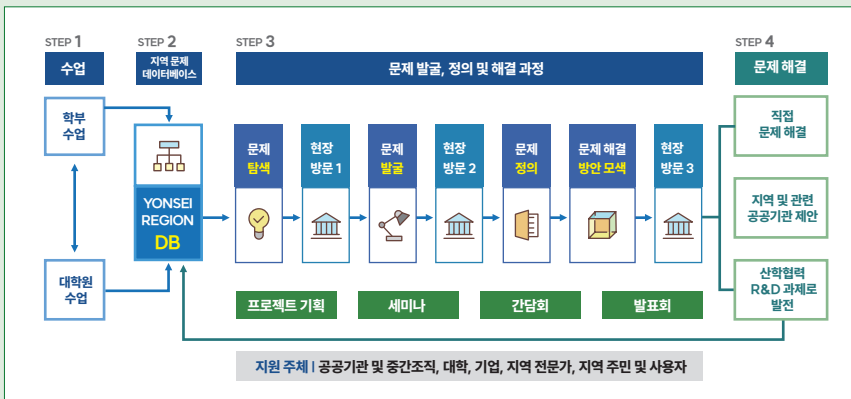 STEP 1
수업
학부
수업
대학원
수업
STEP 2
지역 문제
데이터베이스
YONSEI
REGION
DB
STEP 3
문제 발굴, 정의 및 해결 과정
문제
탐색
현장
방문 1
문제
발굴
현장
방문 2
문제
정의
문제 해결
방안 모색
현장
방문 3
프로젝트 기획
세미나
간담회
발표회
STEP 4
문제 해결
직접
문제 해결
지역 및 관련
공공기관 제안
산학협력
R&D 과제로
발전
지원 주체 | 공공기관 및 중간조직, 대학, 기업, 지역 전문가, 지역 주민 및 사용자